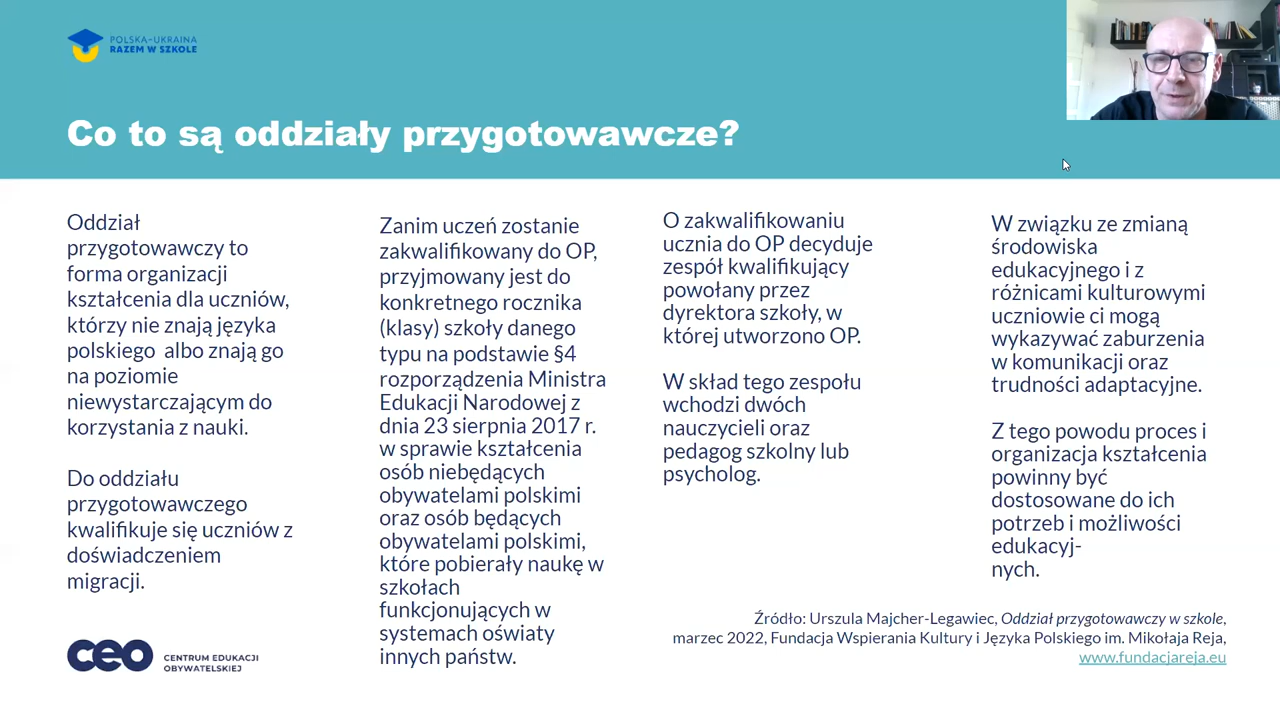 POLSKA-UKRAINA
RAZEM W SZKOLE
Co to są oddziały przygotowawcze?
Oddział
przygotowawczy to
forma organizacji
kształcenia dla uczniów,
którzy nie znają języka
polskiego  albo znają go
na poziomie
niewystarczającym do
korzystania z nauki.
Do oddziału
przygotowawczego
kwalifikuje się uczniów z
doświadczeniem
migracji.
Zanim uczeń zostanie
zakwalifikowany do OP,
przyjmowany jest do
konkretnego rocznika
(klasy) szkoły danego
typu na podstawie §4
rozporządzenia Ministra
Edukacji Narodowej z
dnia 23 sierpnia 2017 r.
w sprawie kształcenia
osób niebędących
obywatelami polskimi
oraz osób będących
obywatelami polskimi,
które pobierały naukę w
szkołach
funkcjonujących w
systemach oświaty
innych państw.
O zakwalifikowaniu
ucznia do OP decyduje
zespół kwalifikujący
powołany przez
dyrektora szkoły, w
której utworzono OP.
W skład tego zespołu
wchodzi dwóch
nauczycieli oraz
pedagog szkolny lub
psycholog.
W związku ze zmianą
środowiska
edukacyjnego i z
różnicami kulturowymi
uczniowie ci mogą
wykazywać zaburzenia
w komunikacji oraz
trudności adaptacyjne.
Z tego powodu proces i
organizacja kształcenia
powinny być
dostosowane do ich
potrzeb i możliwości
edukacyj-
nych.
Źródło: Urszula Majcher-Legawiec, Oddział przygotowawczy w szkole,
marzec 2022, Fundacja Wspierania Kultury i Języka Polskiego im. Mikołaja Reja,
www.fundacjareja.eu
ceo
CENTRUM EDUKACJI
OBYWATELSKIEJ